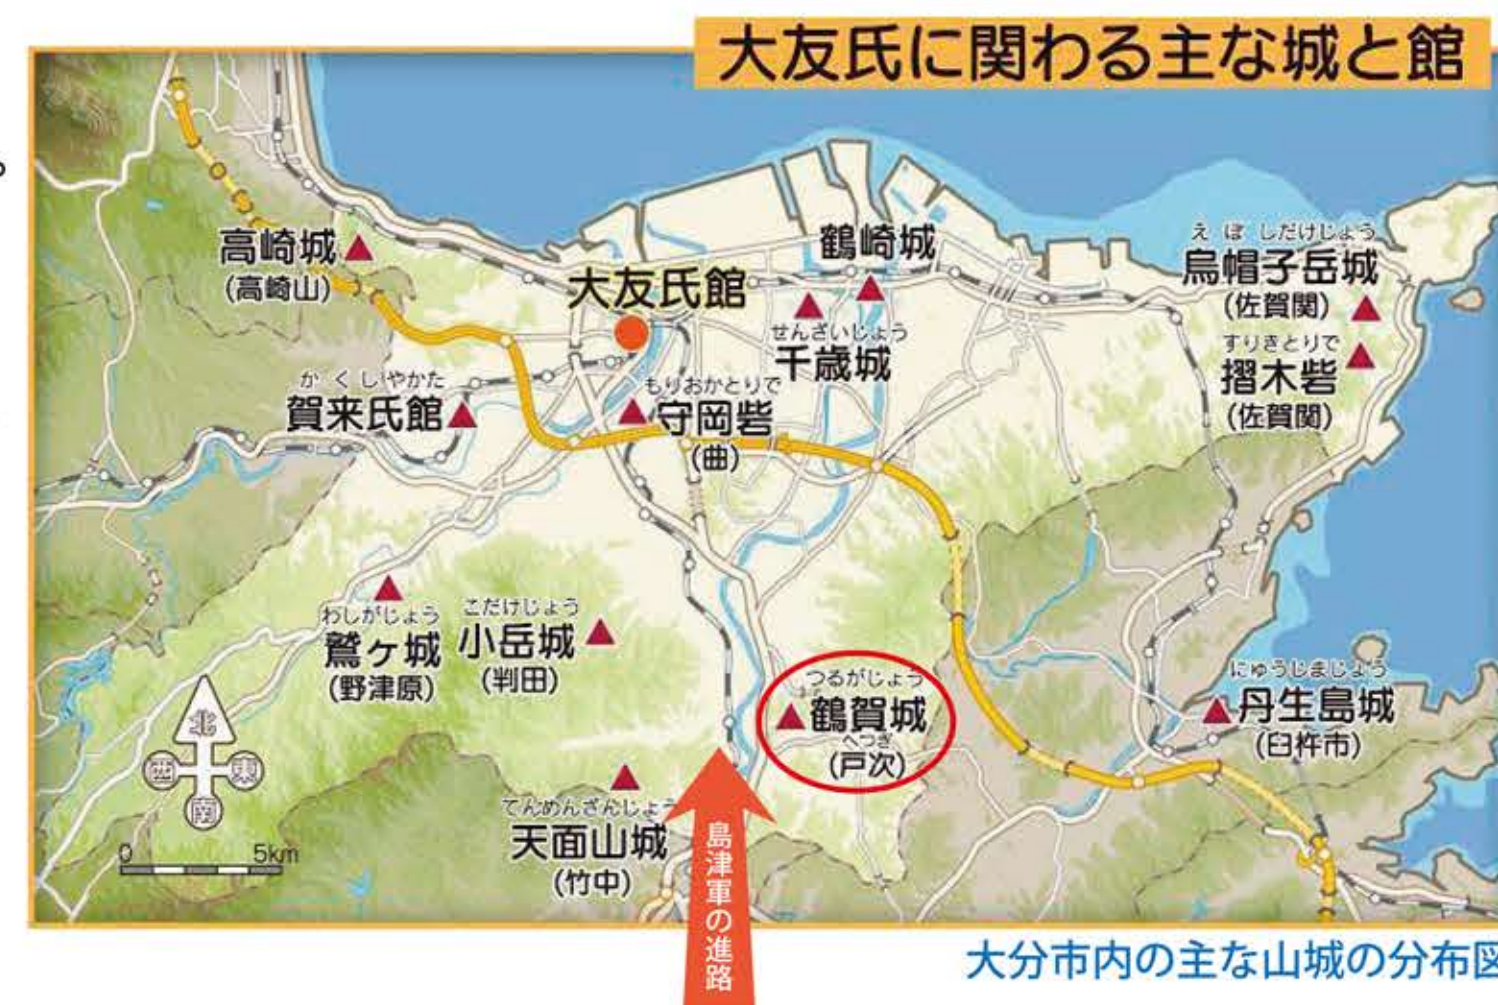 大友氏に関わる主な城と館
高崎城
(高崎山)
大友氏館
鶴崎城
せんざいじょう
千歳城
えぼしだけじょう
烏帽子岳城
(佐賀関)
すりきとりで
摺木砦
(佐賀関)
かくしやかた
賀来氏館
もりおかとりで
守岡砦
(曲)
わしがじょう
鷲ヶ城
(野津原)
こだけじょう
小岳城
(判田)
つるがじょう
鶴賀城
へつぎ
(戸次)
にゅうじまじょう
丹生島城
(臼杵市)
てんめんざんじょ
天面山城
(竹中)
北
西
東
南
0
5km
島津軍の進路
大分市内の主な山城の分布図